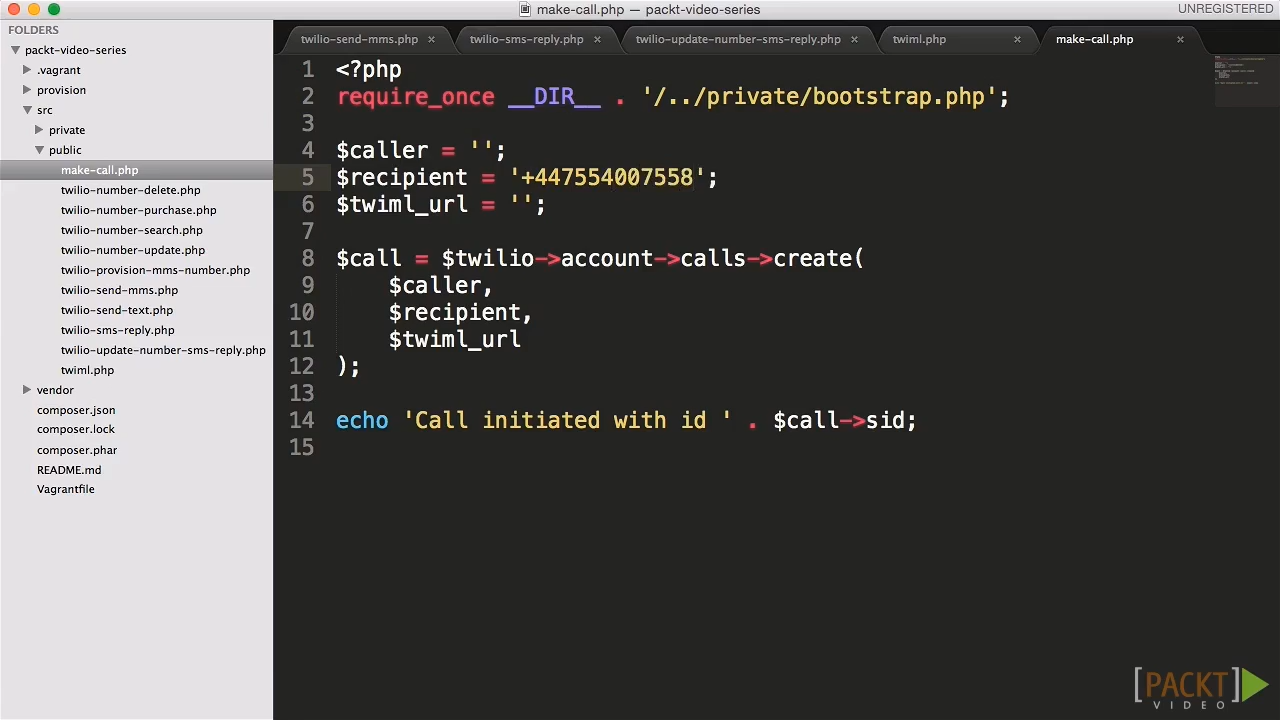 make-call.php — packt-video-series
UNREGISTERED
FOLDERS
packt-video-series
.vagrant
provision
src
private
public
make-call.php
twilio-number-delete.php
twilio-number-purchase.php
twilio-number-search.php
twilio-number-update.php
twilio-provision-mms-number.php
twilio-send-mms.php
twilio-send-text.php
twilio-sms-reply.php
twilio-update-number-sms-reply.php
twiml.php
vendor
composer.json
composer.lock
composer.phar
README.md
Vagrantfile
twilio-send-mms.php × twilio-sms-reply.php × twilio-update-number-sms-reply.php × twiml.php × make-call.php ×
1 <?php
2 require_once __DIR__ . '/../private/bootstrap.php';
3
4 $caller = '';
5 $recipient = '+447554007558';
6 $twiml_url = '';
7
8 $call = $twilio->account->calls->create(
9     $caller,
10     $recipient,
11     $twiml_url
12 );
13
14 echo 'Call initiated with id ' . $call->sid;
15
[PACKT]
VIDEO